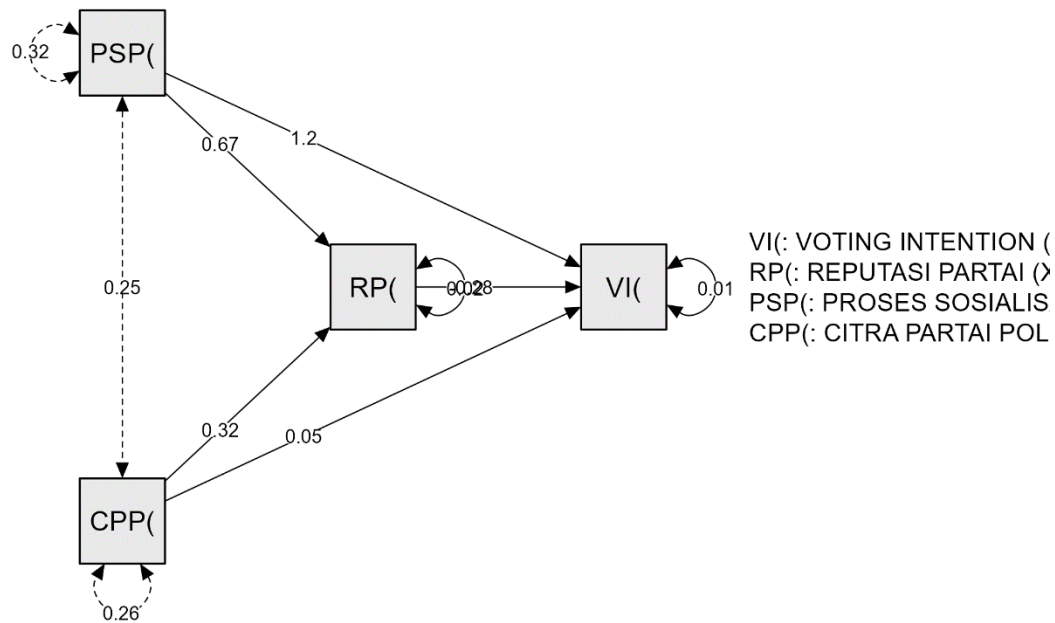 PSP(
0.32
0.67
1.2
0.25
RP(
VI(
0.01
VI(: VOTING INTENTION (
RP(: REPUTASI PARTAI (X
PSP(: PROSES SOSIALISA
CPP(: CITRA PARTAI POL
0.32
0.05
CPP(
0.26